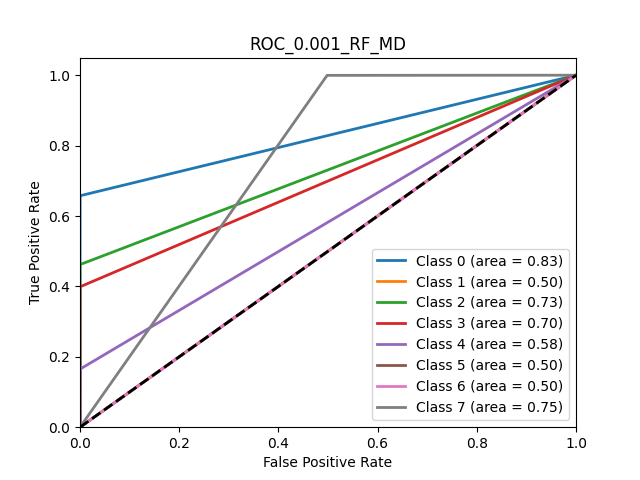 ROC_0.001_RF_MD
True Positive Rate
1.0
0.8
0.6
0.4
0.2
0.0
Class 0 (area = 0.83)
Class 1 (area = 0.50)
Class 2 (area = 0.73)
Class 3 (area = 0.70)
Class 4 (area = 0.58)
Class 5 (area = 0.50)
Class 6 (area = 0.50)
Class 7 (area = 0.75)
0.0 0.2 0.4 0.6 0.8 1.0
False Positive Rate